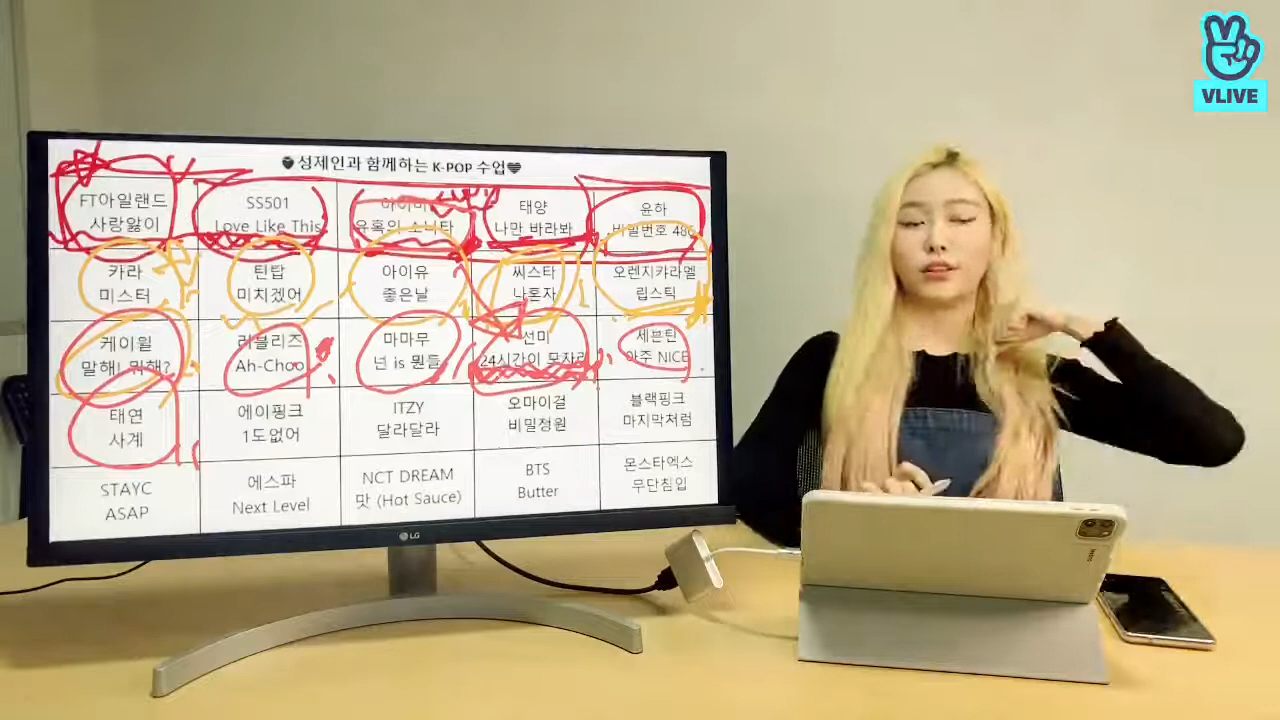 VLIVE
성제인과 함께하는 K-POP 수업
FT아일랜드
사랑앓이
SS501
Love Like This
유혹의 소나타
태양
나만 바라봐
윤하
비밀번호 486
카라
미스터
틴탑
미치겠어
아이유
좋은날
씨스타
나혼자
오렌지캬라멜
립스틱
케이윌
말해! 뭐해?
러블리즈
Ah-Choo
마마무
넌 is 뭔들
선미
24시간이 모자라
세븐틴
아주 NICE
태연
사계
에이핑크
1도없어
ITZY
달라달라
오마이걸
비밀정원
블랙핑크
마지막처럼
STAYC
ASAP
에스파
Next Level
NCT DREAM
맛 (Hot Sauce)
BTS
Butter
몬스타엑스
무단침입
LG